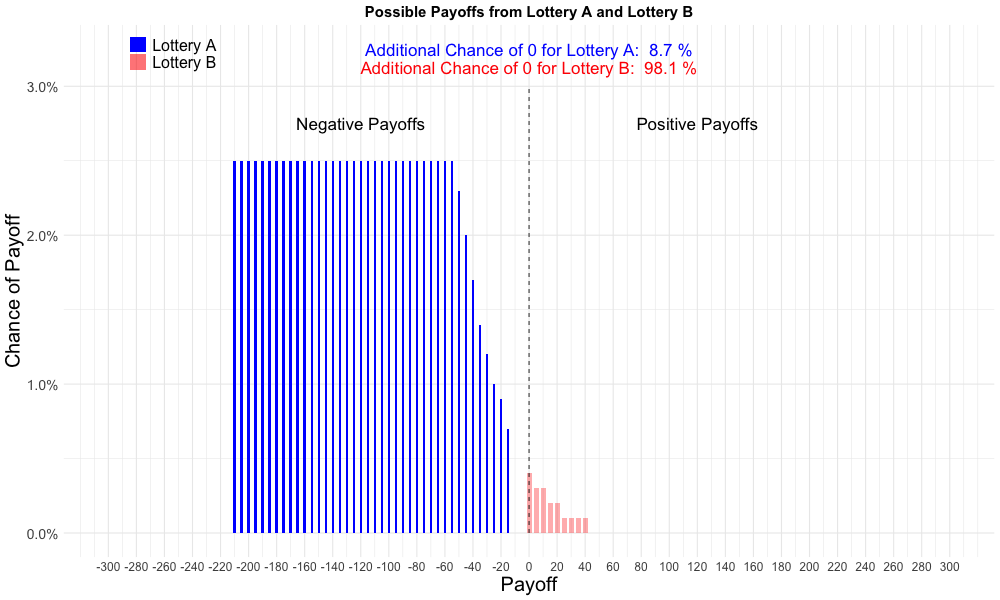 Possible Payoffs from Lottery A and Lottery B
Lottery A
Lottery B
Additional Chance of 0 for Lottery A:  8.7 %
Additional Chance of 0 for Lottery B:  98.1 %
Negative Payoffs
Positive Payoffs
Chance of Payoff
3.0%
2.0%
1.0%
0.0%
-300 -280 -260 -240 -220 -200 -180 -160 -140 -120 -100 -80 -60 -40 -20 0 20 40 60 80 100 120 140 160 180 200 220 240 260 280 300
Payoff